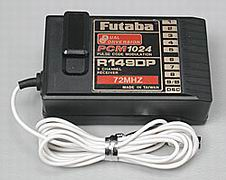 Futaba
DUAL
CONVERSION
PCM1024
PULSE CODE MODULATION
R149DP
9 CHANNEL
RECEIVER
72MHZ
MADE IN TAIWAN
1
2
3
4
5
6
7
8
9/B
DSC